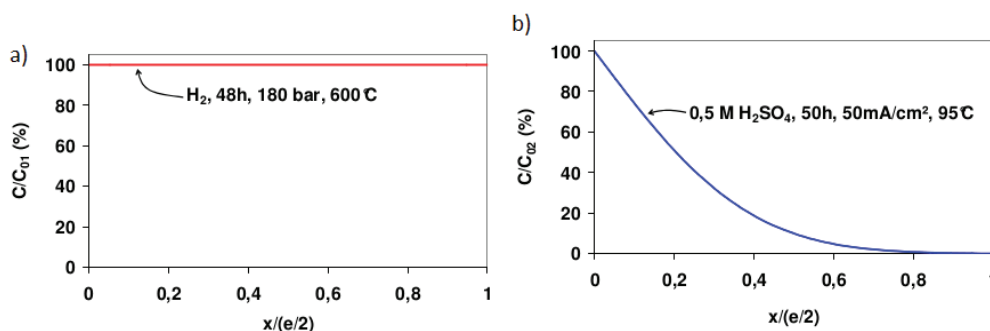 a)
C/C₀₁ (%)
100
80
60
40
20
0
H₂, 48h, 180 bar, 600°C
0 0,2 0,4 0,6 0,8 1
x/(e/2)
b)
C/C₀₂ (%)
100
80
60
40
20
0
0,5 M H₂SO₄, 50h, 50mA/cm², 95°C
0 0,2 0,4 0,6 0,8 1
x/(e/2)